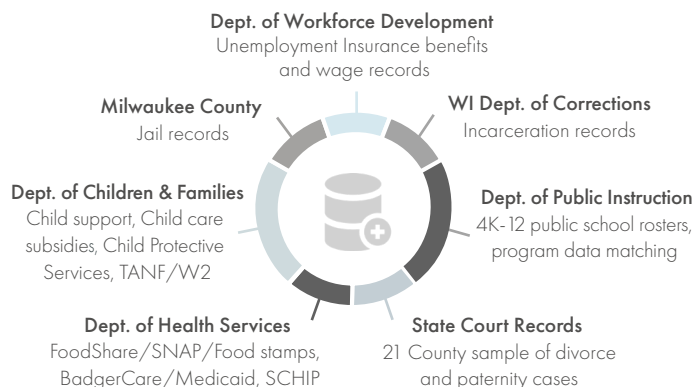 Dept. of Workforce Development
Unemployment Insurance benefits
and wage records
Milwaukee County
Jail records
WI Dept. of Corrections
Incarceration records
Dept. of Children & Families
Child support, Child care
subsidies, Child Protective
Services, TANF/W2
Dept. of Public Instruction
4K-12 public school rosters,
program data matching
Dept. of Health Services
FoodShare/SNAP/Food stamps,
BadgerCare/Medicaid, SCHIP
State Court Records
21 County sample of divorce
and paternity cases